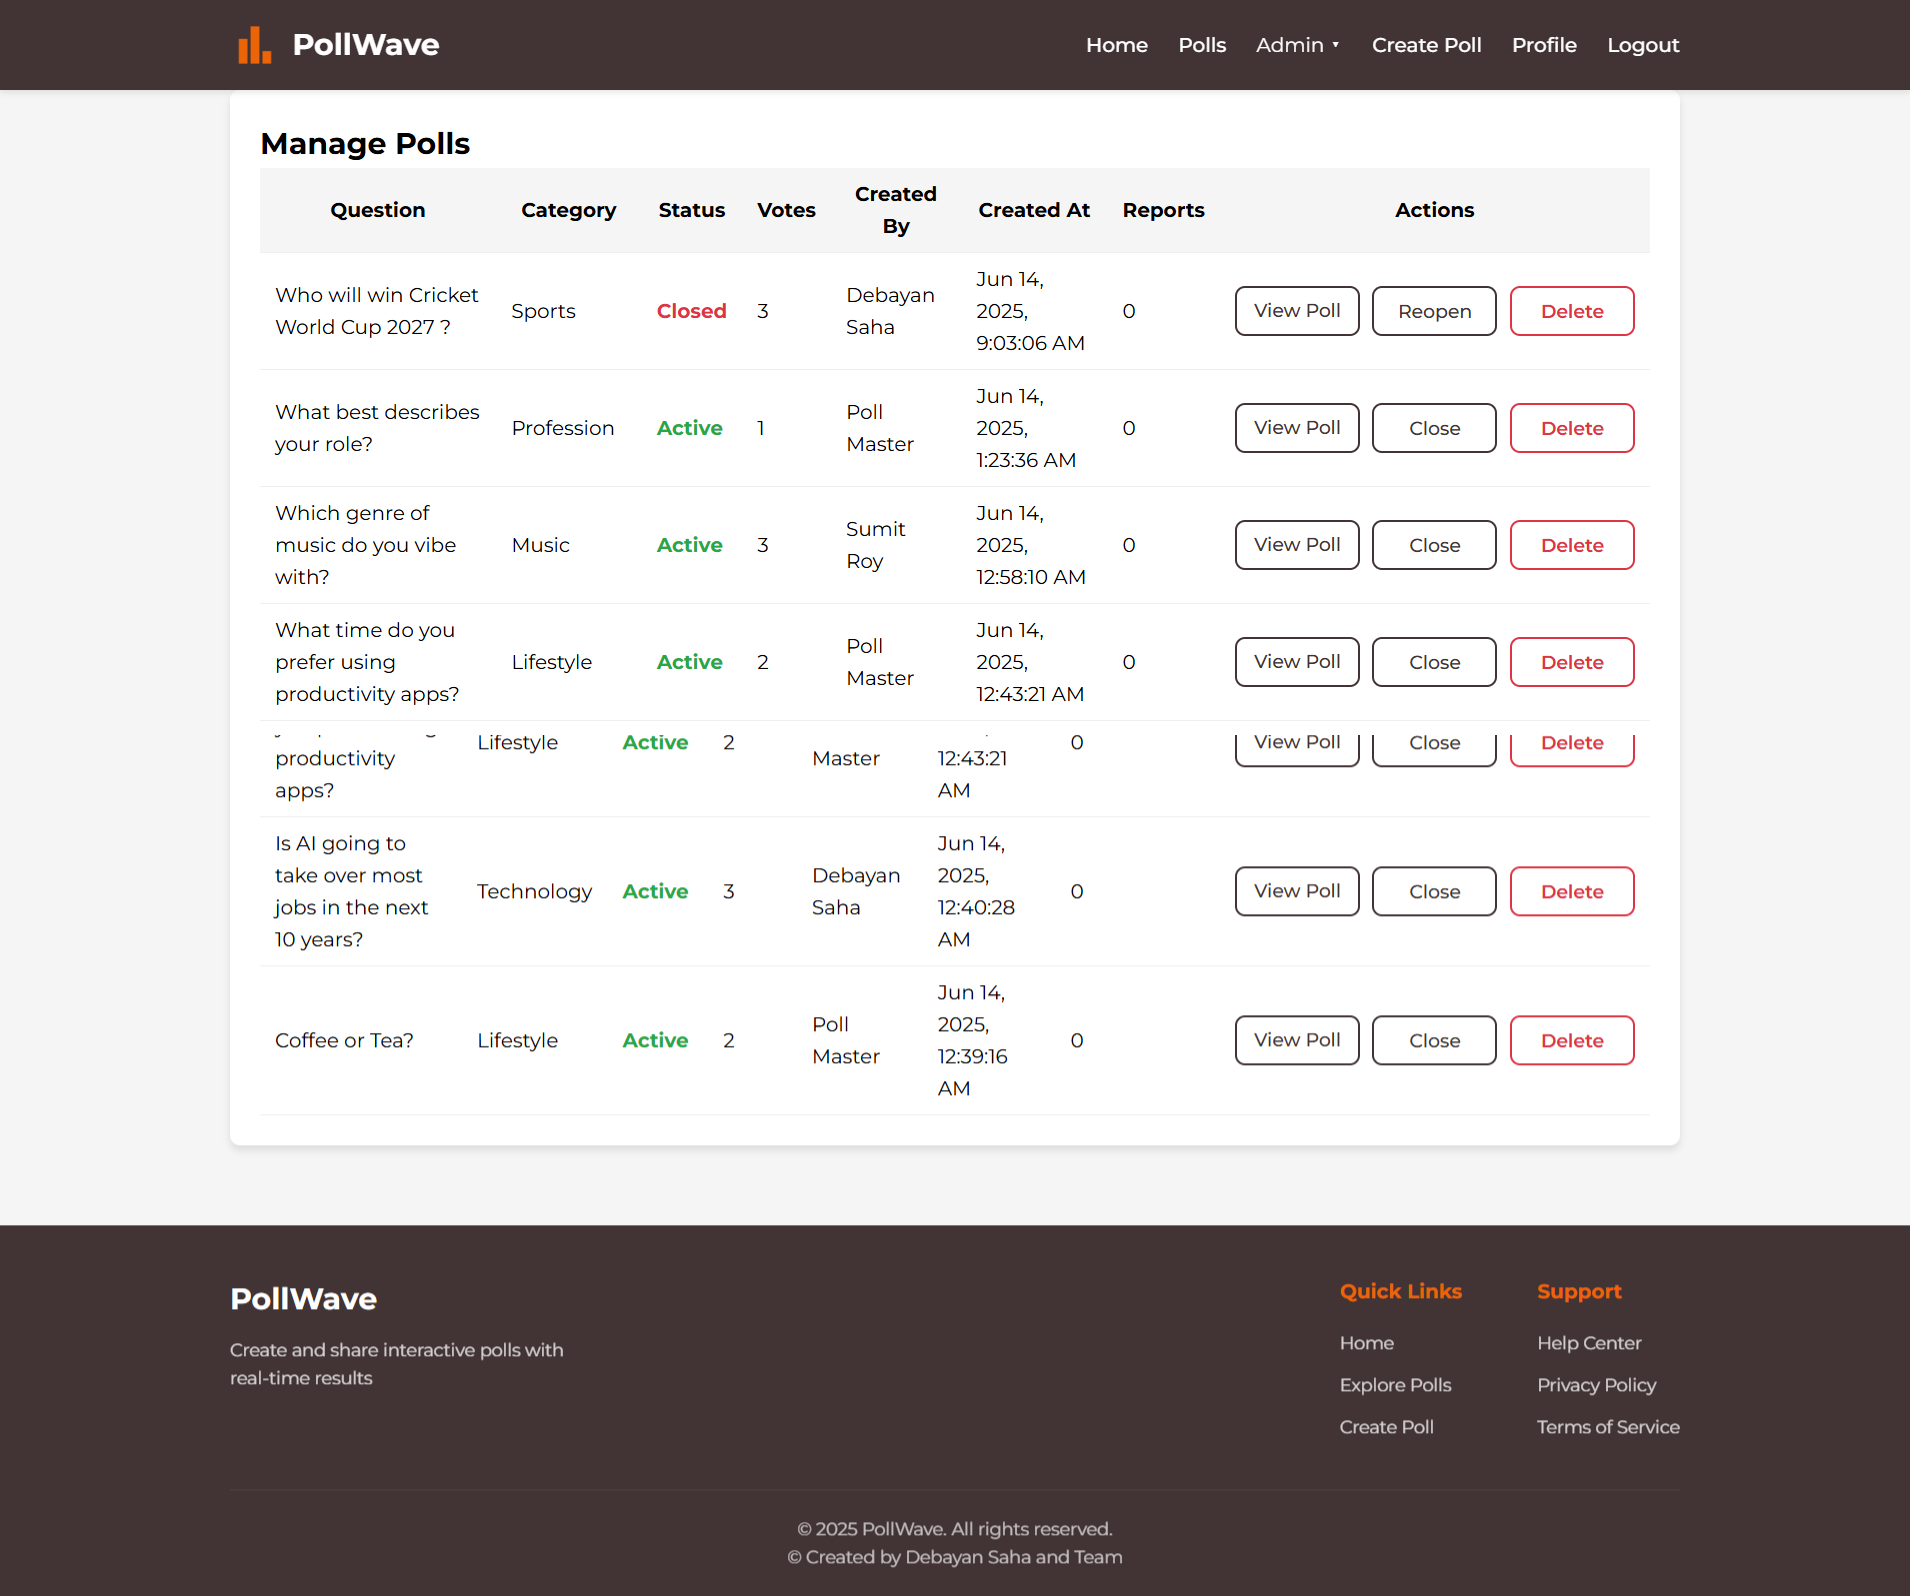 PollWave
Home Polls Admin ▼ Create Poll Profile Logout
Manage Polls
Question Category Status Votes Created By Created At Reports Actions
Who will win Cricket World Cup 2027 ? Sports Closed 3 Debayan Saha Jun 14, 2025, 9:03:06 AM 0 View Poll Reopen Delete
What best describes your role? Profession Active 1 Poll Master Jun 14, 2025, 1:23:36 AM 0 View Poll Close Delete
Which genre of music do you vibe with? Music Active 3 Sumit Roy Jun 14, 2025, 12:58:10 AM 0 View Poll Close Delete
What time do you prefer using productivity apps? Lifestyle Active 2 Poll Master Jun 14, 2025, 12:43:21 AM 0 View Poll Close Delete
productivity apps? Lifestyle Active 2 Master 12:43:21 AM 0 View Poll Close Delete
Is AI going to take over most jobs in the next 10 years? Technology Active 3 Debayan Saha Jun 14, 2025, 12:40:28 AM 0 View Poll Close Delete
Coffee or Tea? Lifestyle Active 2 Poll Master Jun 14, 2025, 12:39:16 AM 0 View Poll Close Delete
PollWave
Create and share interactive polls with
real-time results
Quick Links
Home
Explore Polls
Create Poll
Support
Help Center
Privacy Policy
Terms of Service
© 2025 PollWave. All rights reserved.
© Created by Debayan Saha and Team